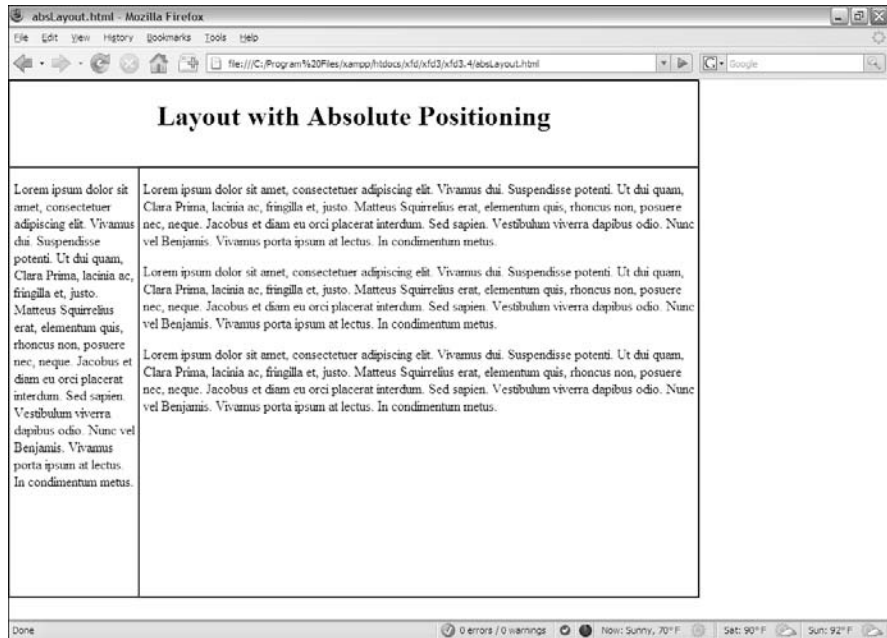 absLayout.html - Mozilla Firefox
File Edit View History Bookmarks Tools Help
file:///C:/Program%20Files/xampp/htdocs/xfd/xfd3/xfd3.4/absLayout.html
G Google
Layout with Absolute Positioning
Lorem ipsum dolor sit
amet, consectetuer
adipiscing elit. Vivamus
dui. Suspendisse
potenti. Ut dui quam,
Clara Prima, lacinia ac,
fringilla et, justo.
Matteus Squirrelius
erat, elementum quis,
rhoncus non, posuere
nec, neque. Jacobus et
diam eu orci placerat
interdum. Sed sapien.
Vestibulum viverra
dapibus odio. Nunc vel
Benjamis. Vivamus
porta ipsum at lectus.
In condimentum metus.
Lorem ipsum dolor sit amet, consectetuer adipiscing elit. Vivamus dui. Suspendisse potenti. Ut dui quam,
Clara Prima, lacinia ac, fringilla et, justo. Matteus Squirrelius erat, elementum quis, rhoncus non, posuere
nec, neque. Jacobus et diam eu orci placerat interdum. Sed sapien. Vestibulum viverra dapibus odio. Nunc
vel Benjamis. Vivamus porta ipsum at lectus. In condimentum metus.
Lorem ipsum dolor sit amet, consectetuer adipiscing elit. Vivamus dui. Suspendisse potenti. Ut dui quam,
Clara Prima, lacinia ac, fringilla et, justo. Matteus Squirrelius erat, elementum quis, rhoncus non, posuere
nec, neque. Jacobus et diam eu orci placerat interdum. Sed sapien. Vestibulum viverra dapibus odio. Nunc
vel Benjamis. Vivamus porta ipsum at lectus. In condimentum metus.
Lorem ipsum dolor sit amet, consectetuer adipiscing elit. Vivamus dui. Suspendisse potenti. Ut dui quam,
Clara Prima, lacinia ac, fringilla et, justo. Matteus Squirrelius erat, elementum quis, rhoncus non, posuere
nec, neque. Jacobus et diam eu orci placerat interdum. Sed sapien. Vestibulum viverra dapibus odio. Nunc
vel Benjamis. Vivamus porta ipsum at lectus. In condimentum metus.
Done 0 errors / 0 warnings Now: Sunny, 70° F Sat: 90° F Sun: 92° F